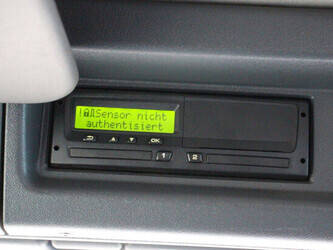 !Sensor nicht
authentisiert
OK
1 2